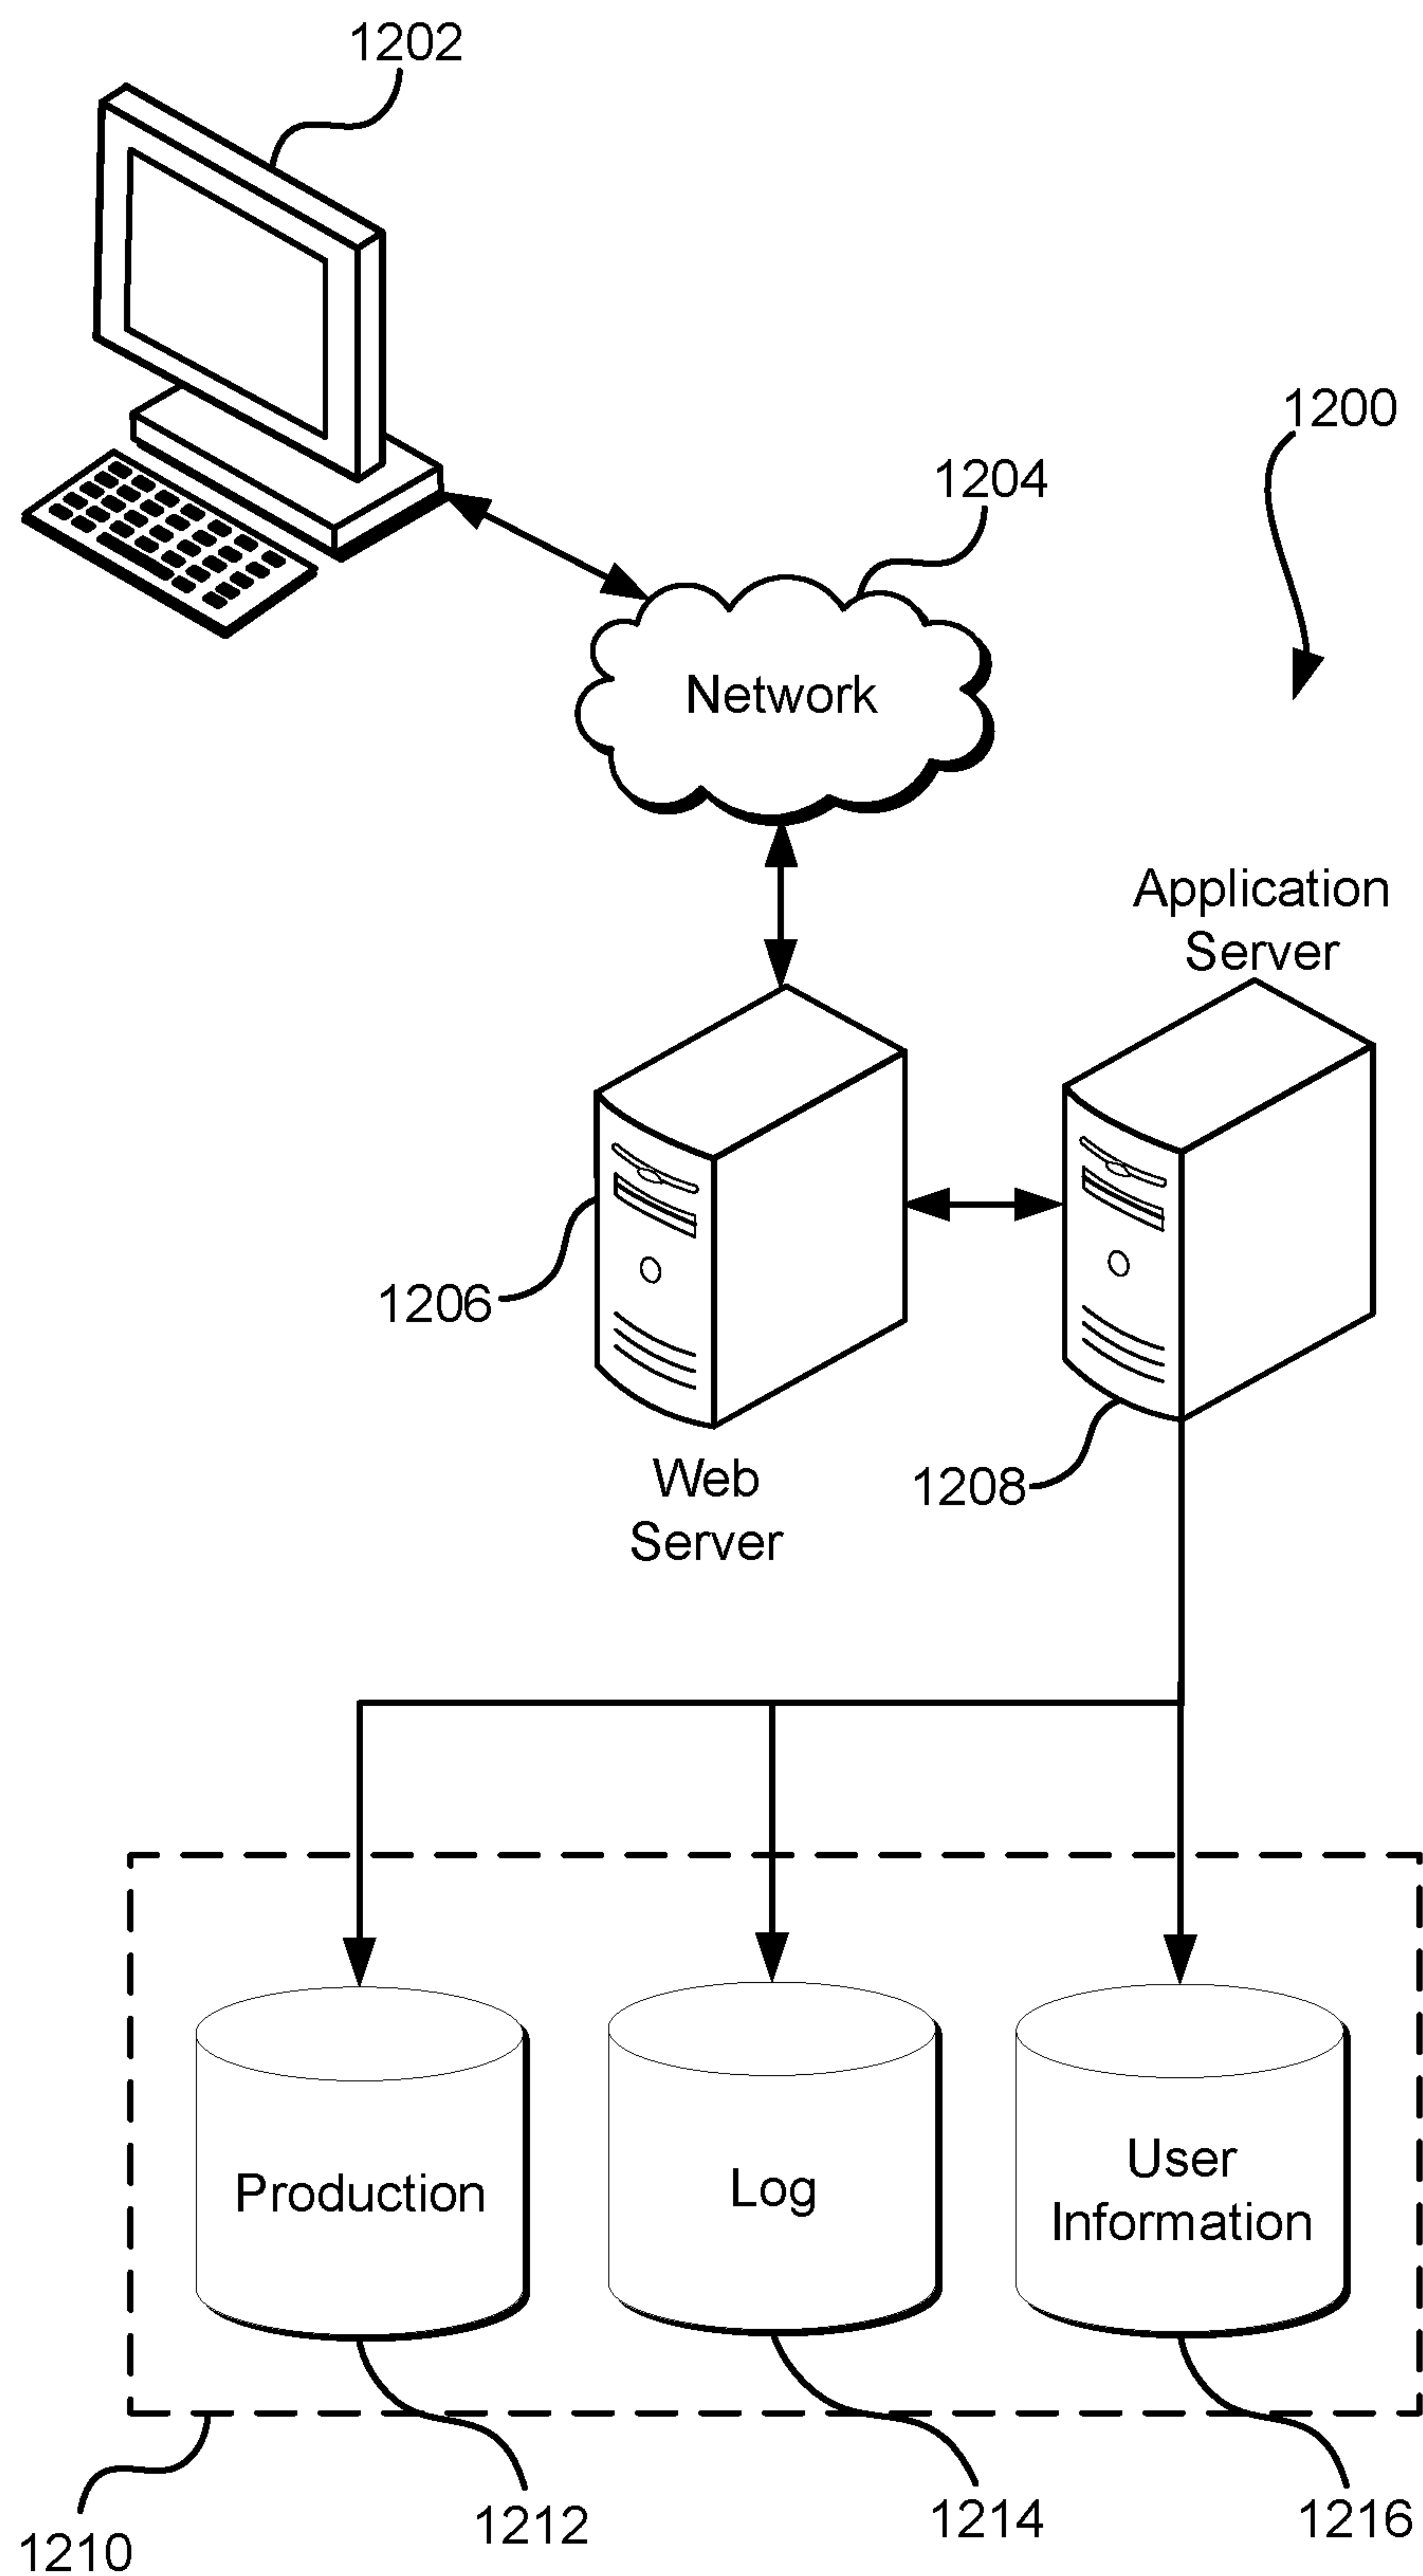 1202
1200
1204
Network
Application
Server
1206
1208
Web
Server
Production
Log
User
Information
1210
1212
1214
1216